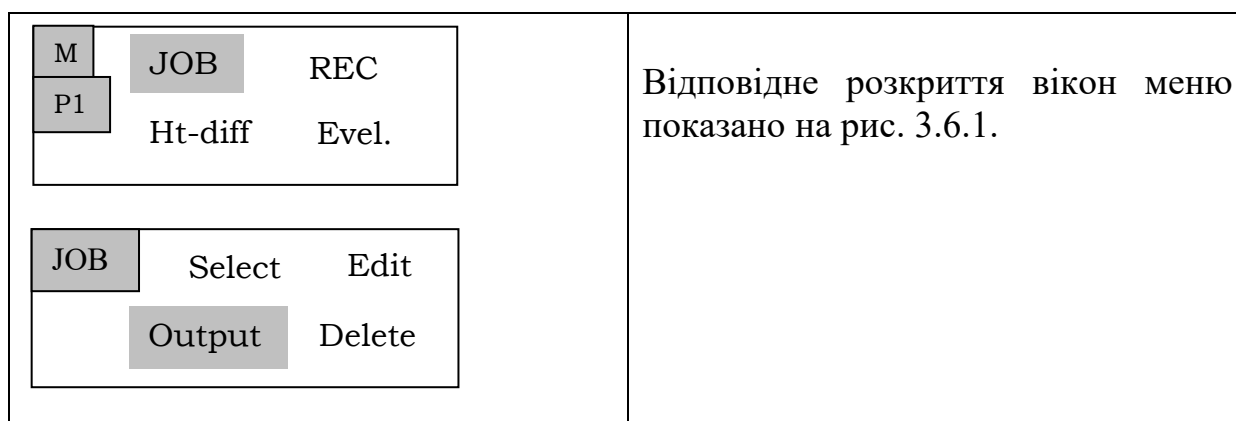 M JOB REC
P1
Ht-diff Evel.
JOB Select Edit
Output Delete
Відповідне розкриття вікон меню
показано на рис. 3.6.1.